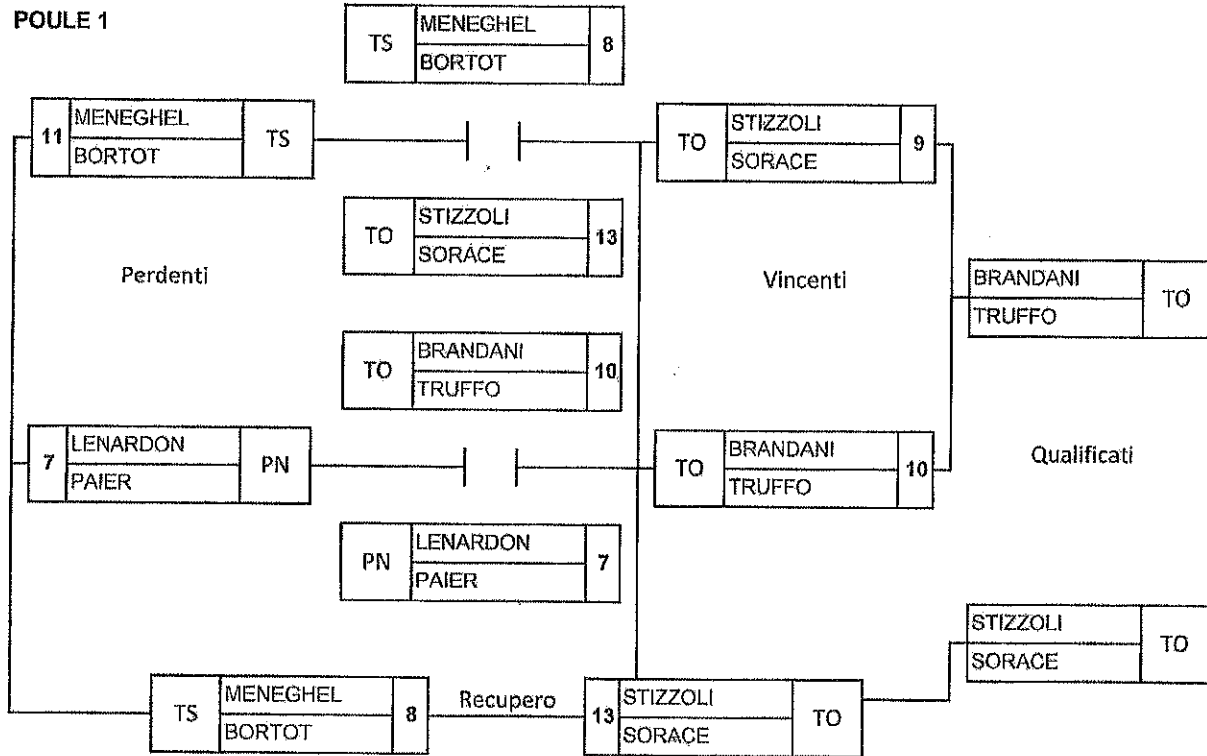 POULE 1
TS MENEGHEL 8
BORTOT
11 MENEGHEL TS
BORTOT
TO STIZZOLI 9
SORACE
TO STIZZOLI 13
SORACE
Perdenti
Vincenti
BRANDANI TO
TRUFFO
TO BRANDANI 10
TRUFFO
7 LENARDON PN
PAIER
TO BRANDANI 10
TRUFFO
Qualificati
PN LENARDON 7
PAIER
STIZZOLI TO
SORACE
TS MENEGHEL 8
BORTOT
Recupero
13 STIZZOLI TO
SORACE